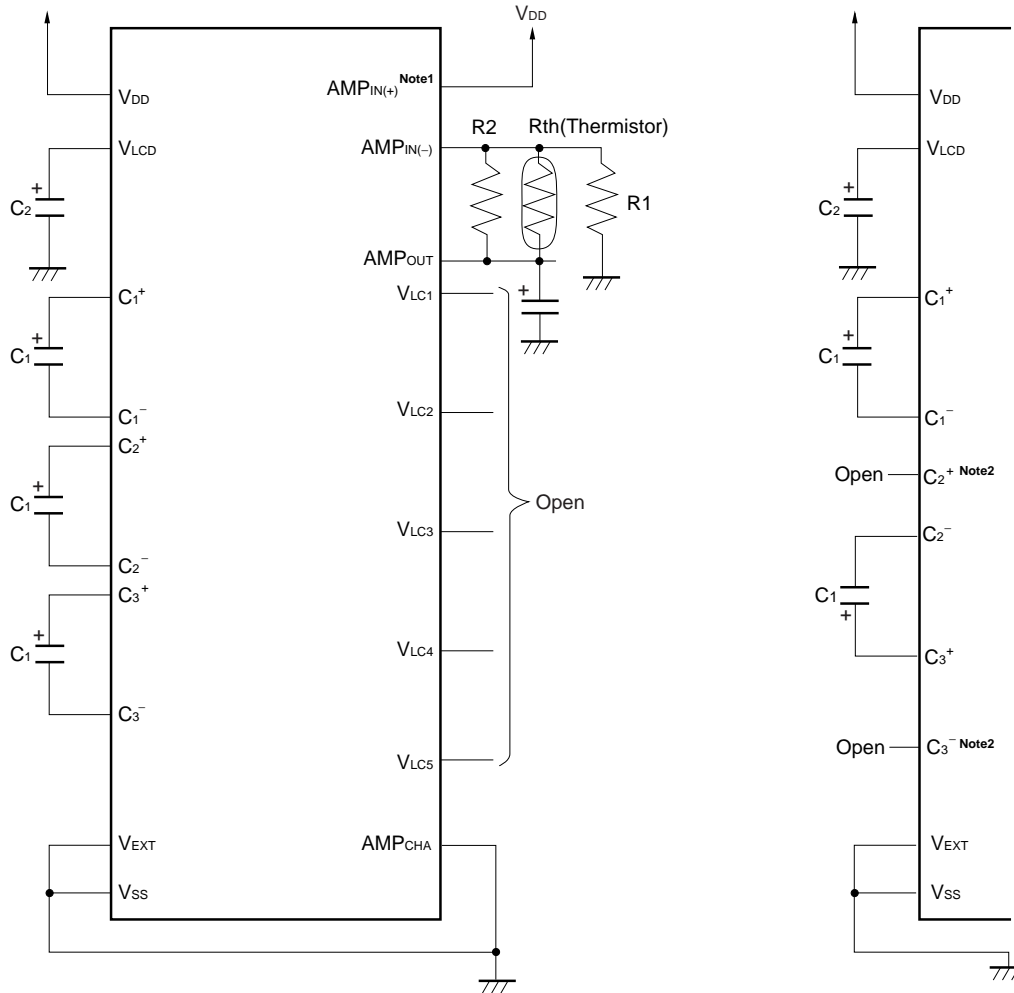 VDD
AMPIN(+) Note1
VDD
VLCD
AMPIN(−)
R2
Rth(Thermistor)
R1
+
C2
AMPOUT
+
C1+
VLC1
+
C1
C1−
VLC2
C2+
+
C1
Open
VLC3
C2−
C3+
+
C1
VLC4
C3−
VLC5
VEXT
AMPCHA
VSS
VDD
VLCD
+
C2
C1+
+
C1
C1−
Open
C2+ Note2
C2−
C1
+
C3+
Open
C3− Note2
VEXT
VSS